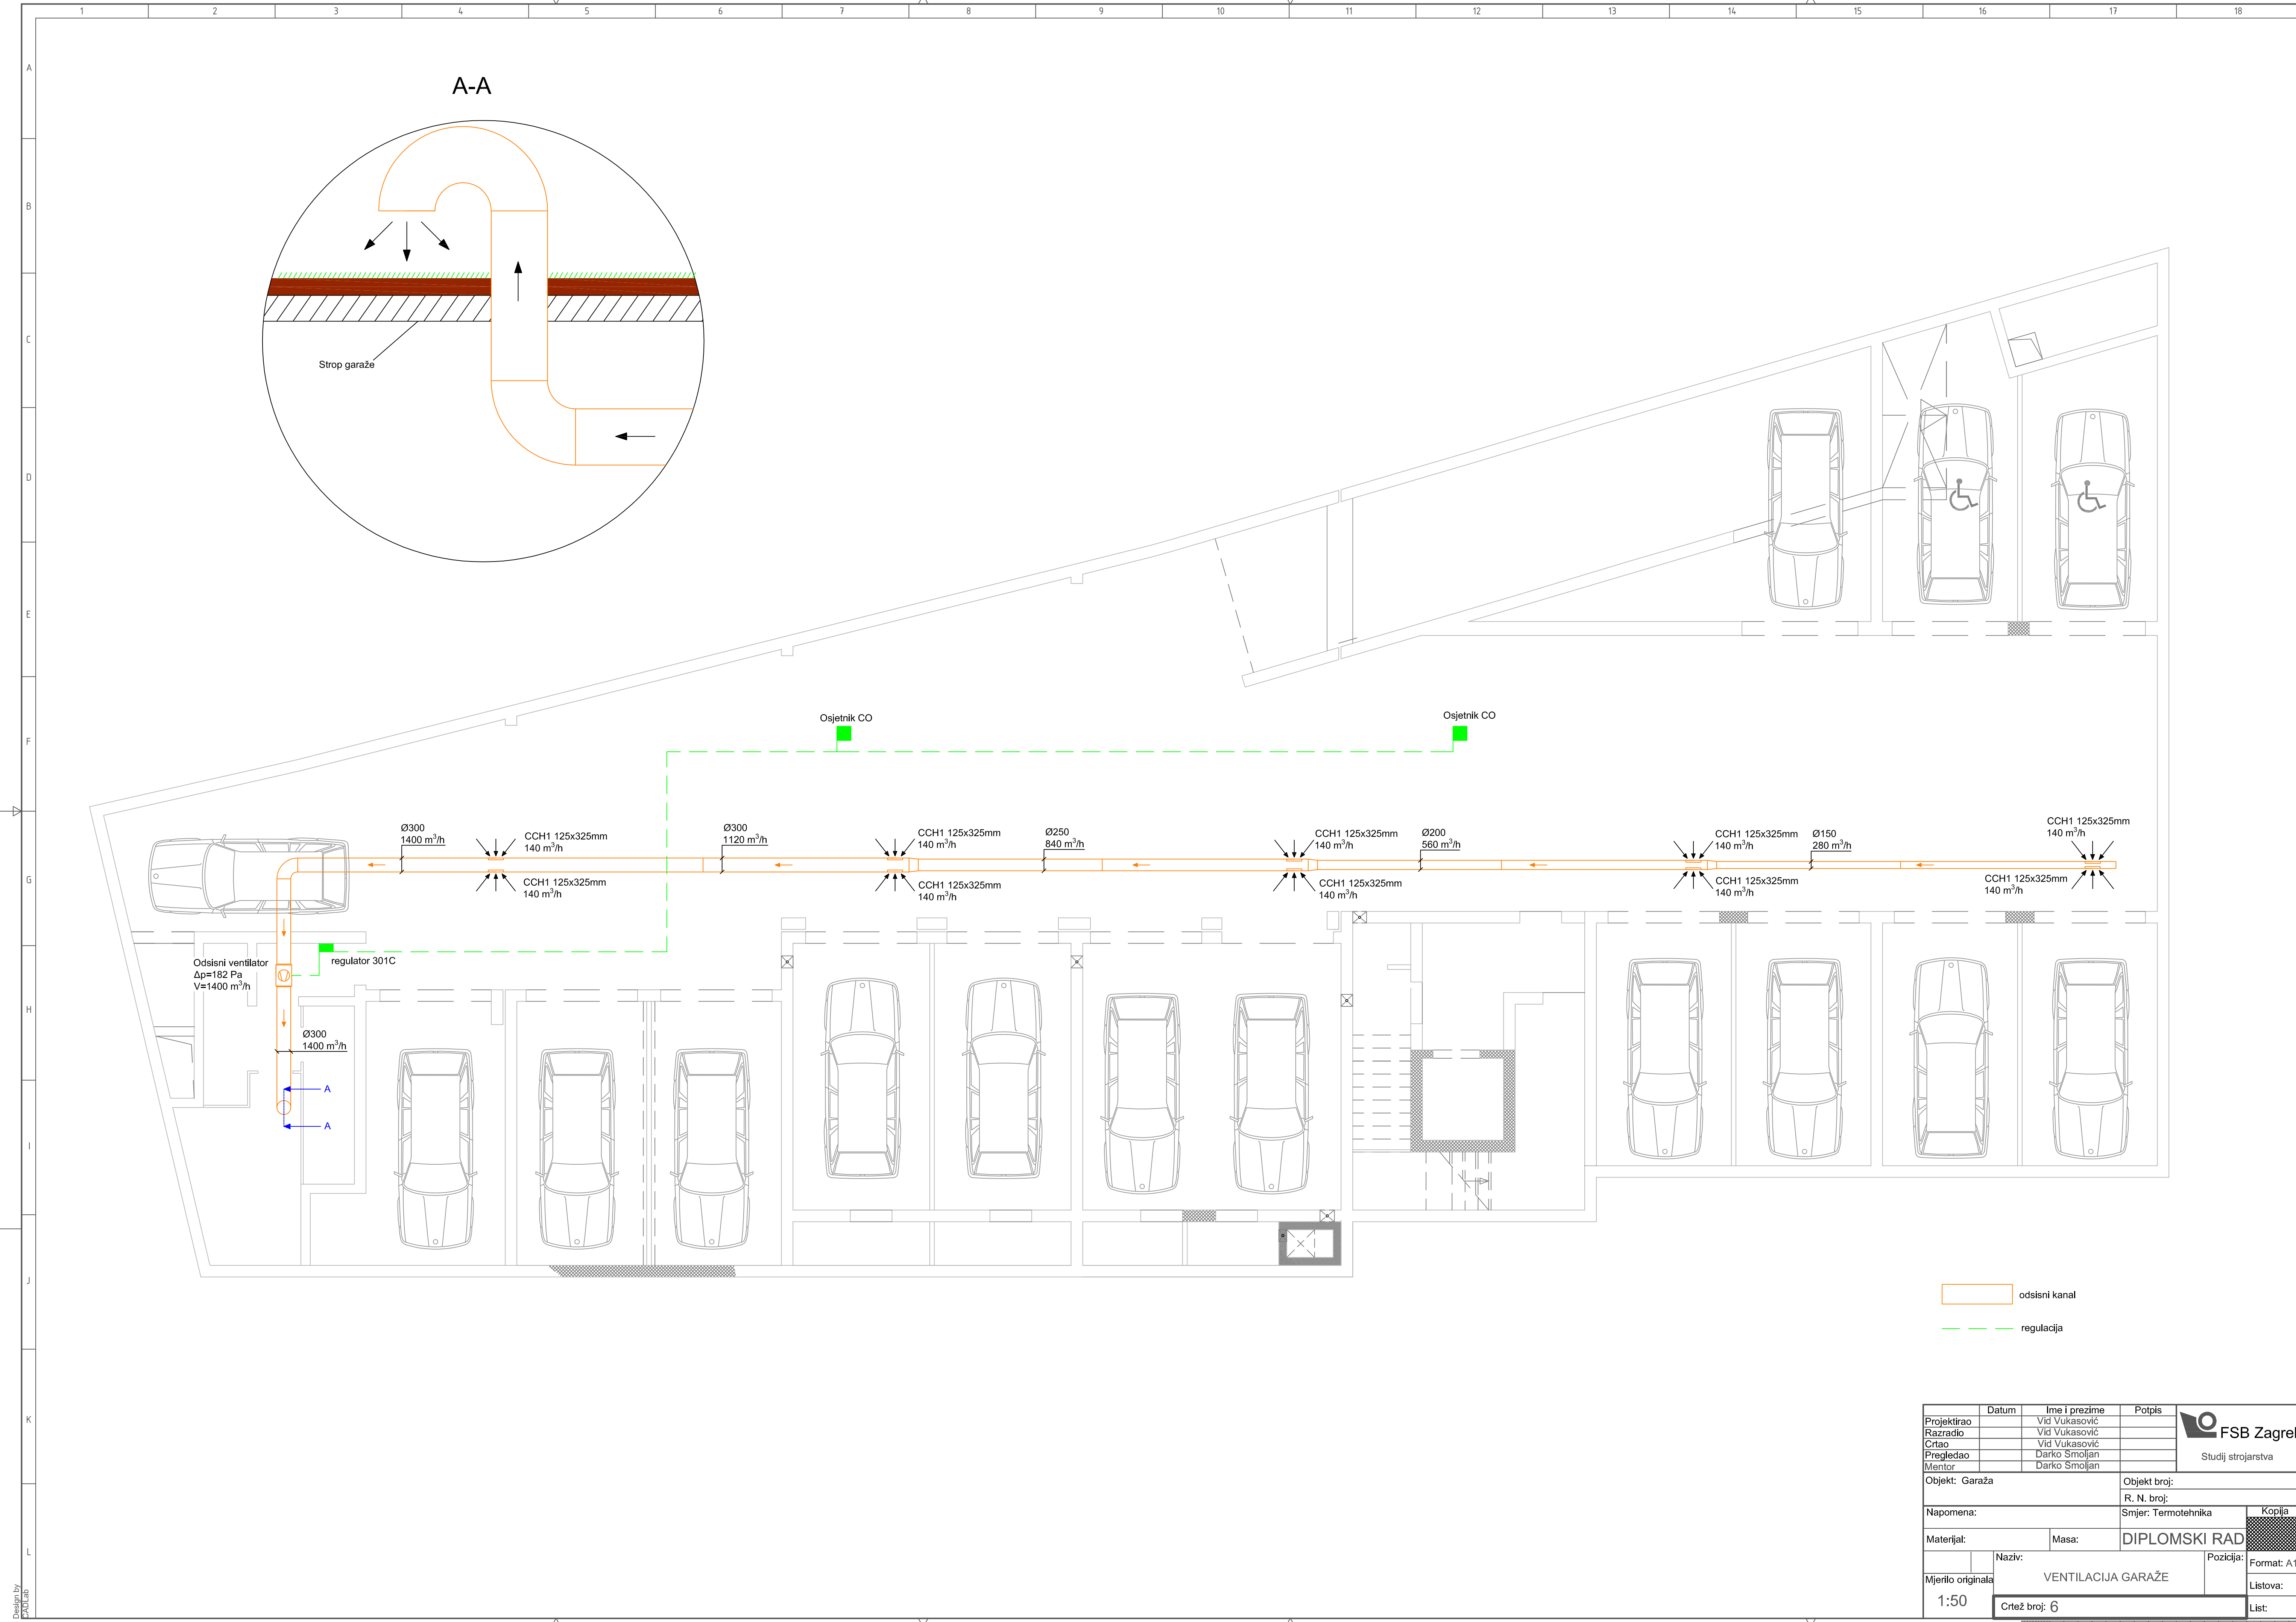 1 2 3 4 5 6 7 8 9 10 11 12 13 14 15 16 17 18
A
B
C
D
E
F
G
H
I
J
K
L
A-A
Strop garaže
Osjetnik CO
Osjetnik CO
Ø300
1400 m³/h
CCH1 125x325mm
140 m³/h
CCH1 125x325mm
140 m³/h
Ø300
1120 m³/h
CCH1 125x325mm
140 m³/h
CCH1 125x325mm
140 m³/h
Ø250
840 m³/h
CCH1 125x325mm
140 m³/h
CCH1 125x325mm
140 m³/h
Ø200
560 m³/h
CCH1 125x325mm
140 m³/h
CCH1 125x325mm
140 m³/h
Ø150
280 m³/h
CCH1 125x325mm
140 m³/h
CCH1 125x325mm
140 m³/h
Odsisni ventilator
Δp=182 Pa
V=1400 m³/h
regulator 301C
Ø300
1400 m³/h
A
A
odsisni kanal
regulacija
Datum Ime i prezime Potpis
Projektirao Vid Vukasović
Razradio Vid Vukasović
Crtao Vid Vukasović
Pregledao Darko Smoljan
Mentor Darko Smoljan
FSB Zagreb
Studij strojarstva
Objekt: Garaža
Objekt broj:
R. N. broj:
Napomena:
Smjer: Termotehnika
Kopija
Materijal:
Masa:
DIPLOMSKI RAD
Naziv:
Pozicija:
VENTILACIJA GARAŽE
Format: A1
Mjerilo originala
1:50
Listova:
Crtež broj: 6
List:
Design by
CADLab